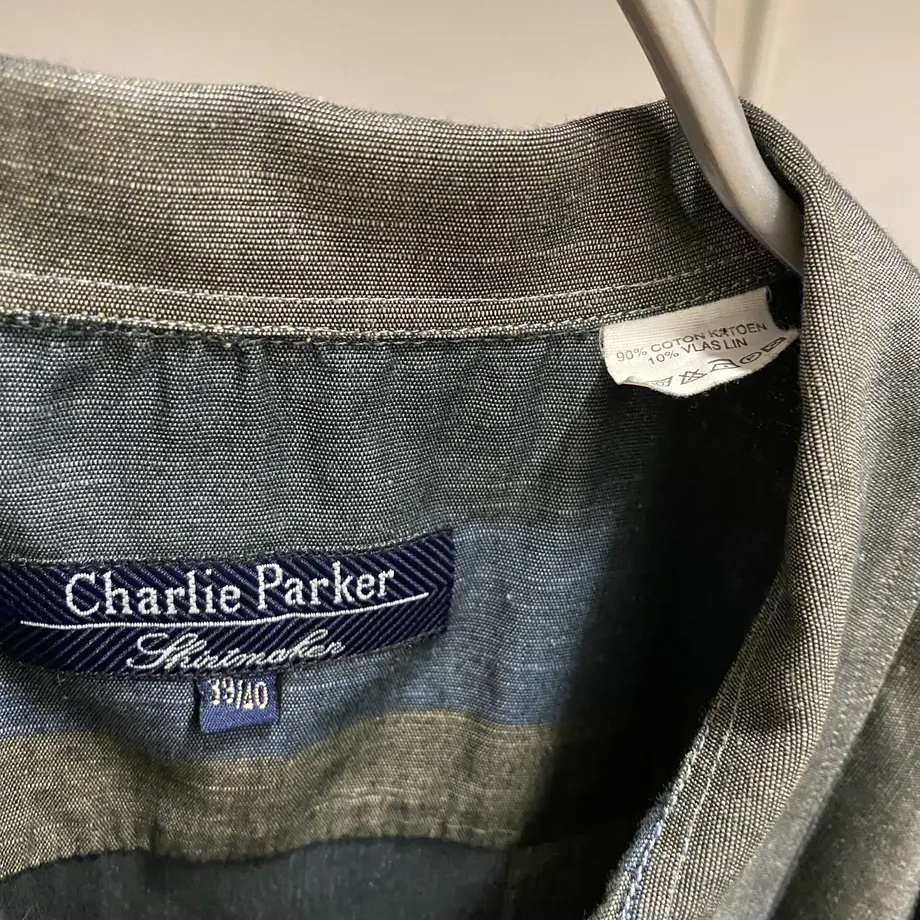 90% COTON KATOEN
10% VLAS LIN
Charlie Parker
Shirtmaker
39/40